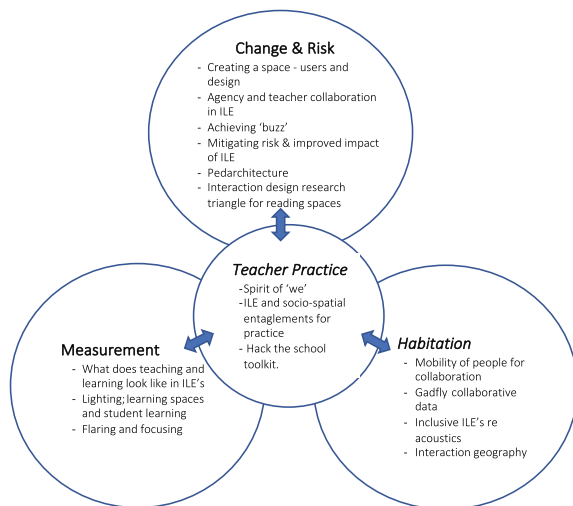 Change & Risk
- Creating a space - users and
design
- Agency and teacher collaboration
in ILE
- Achieving ‘buzz’
- Mitigating risk & improved impact
of ILE
- Pedarchitecture
- Interaction design research
triangle for reading spaces
Teacher Practice
-Spirit of ‘we’
-ILE and socio-spatial
entaglements for
practice
- Hack the school
toolkit.
Measurement
- What does teaching and
learning look like in ILE’s
- Lighting; learning spaces
and student learning
- Flaring and focusing
Habitation
- Mobility of people for
collaboration
- Gadfly collaborative
data
- Inclusive ILE’s re
acoustics
- Interaction geography